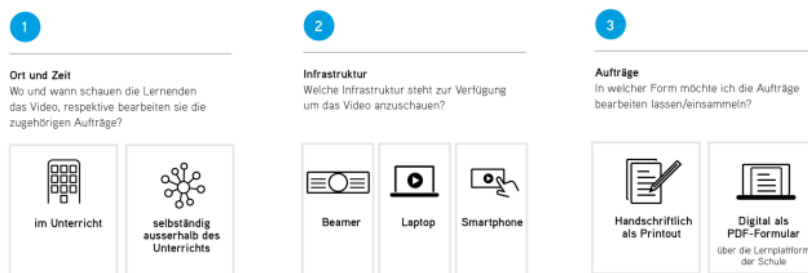 1
Ort und Zeit
Wo und wann schauen die Lernenden
das Video, respektive bearbeiten sie die
zugehörigen Aufträge?
im Unterricht
selbständig
ausserhalb des
Unterrichts
2
Infrastruktur
Welche Infrastruktur steht zur Verfügung
um das Video anzuschauen?
Beamer
Laptop
Smartphone
3
Aufträge
In welcher Form möchte ich die Aufträge
bearbeiten lassen/einsammeln?
Handschriftlich
als Printout
Digital als
PDF-Formular
über die Lernplattform
der Schule